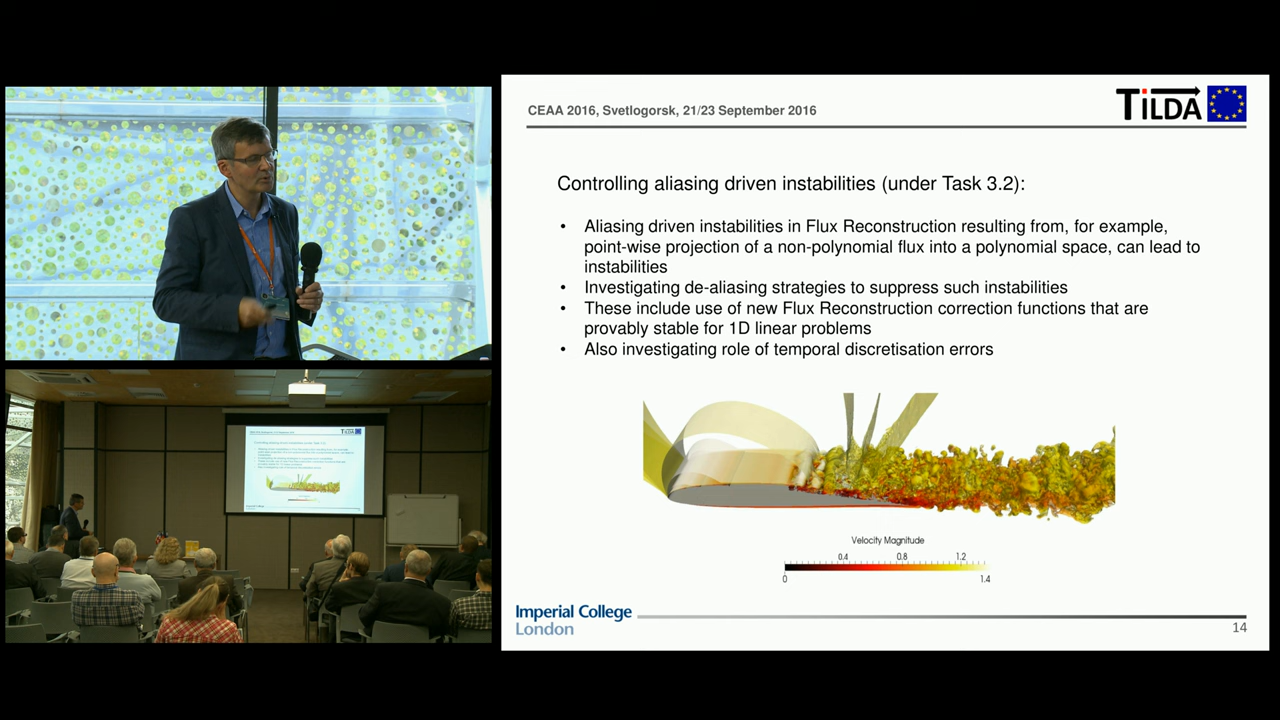 CEAA 2016, Svetlogorsk, 21/23 September 2016
TILDA
Controlling aliasing driven instabilities (under Task 3.2):
• Aliasing driven instabilities in Flux Reconstruction resulting from, for example,
point-wise projection of a non-polynomial flux into a polynomial space, can lead to
instabilities
• Investigating de-aliasing strategies to suppress such instabilities
• These include use of new Flux Reconstruction correction functions that are
provably stable for 1D linear problems
• Also investigating role of temporal discretisation errors
Velocity Magnitude
0.4 0.8 1.2
0 1.4
Imperial College
London
14